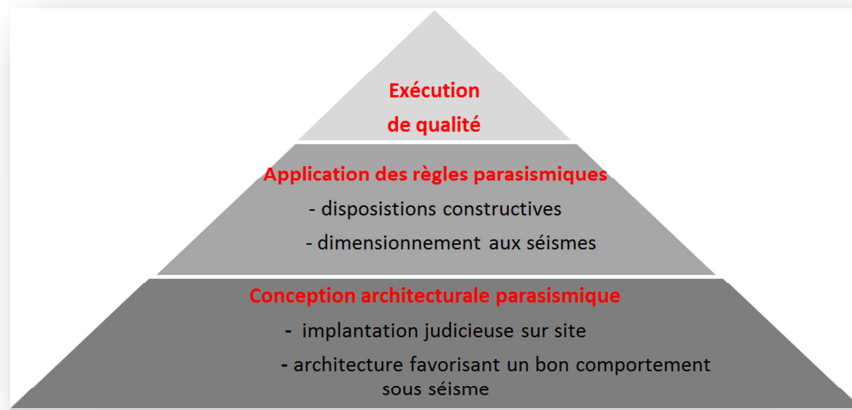 Exécution
de qualité
Application des règles parasismiques
- disposistions constructives
- dimensionnement aux séismes
Conception architecturale parasismique
- implantation judicieuse sur site
- architecture favorisant un bon comportement
sous séisme